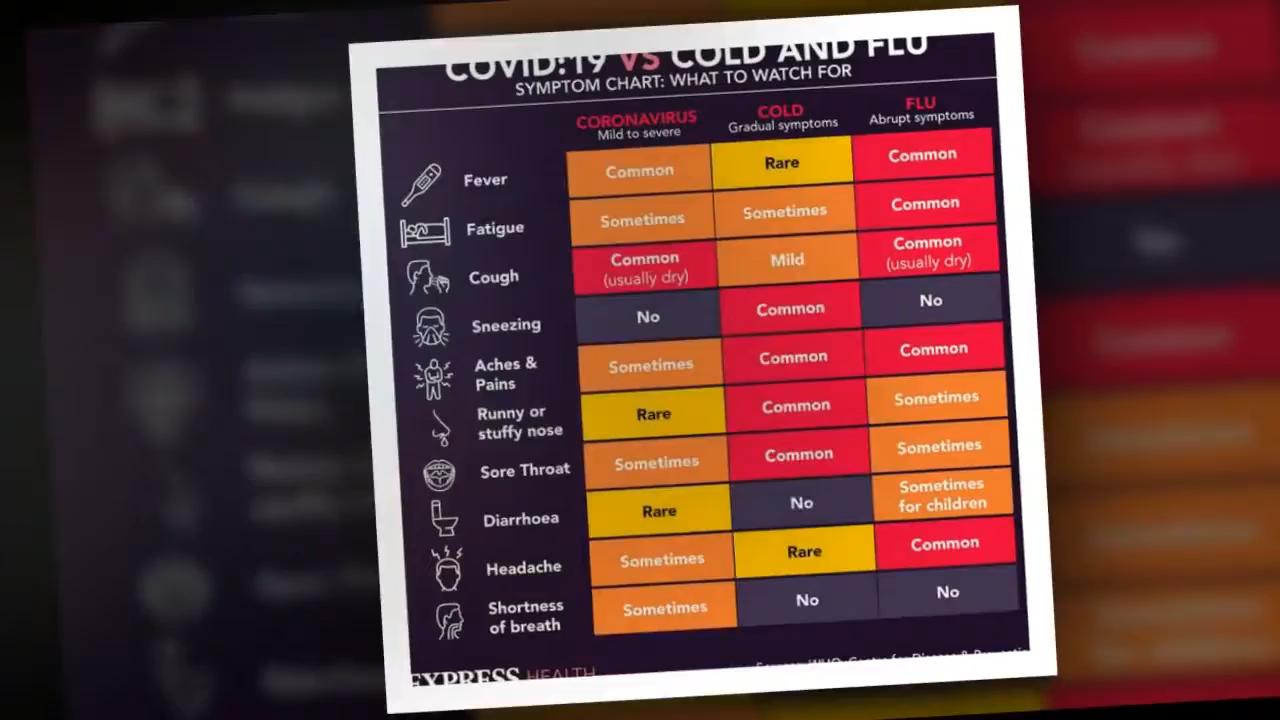 COVID:19 VS COLD AND FLU
SYMPTOM CHART: WHAT TO WATCH FOR
CORONAVIRUS COLD FLU
Mild to severe Gradual symptoms Abrupt symptoms
Fever Common Rare Common
Fatigue Sometimes Sometimes Common
Cough Common (usually dry) Mild Common (usually dry)
Sneezing No Common No
Aches & Pains Sometimes Common Common
Runny or stuffy nose Rare Common Sometimes
Sore Throat Sometimes Common Sometimes
Diarrhoea Rare No Sometimes for children
Headache Sometimes Rare Common
Shortness of breath Sometimes No No
EXPRESS HEALTH